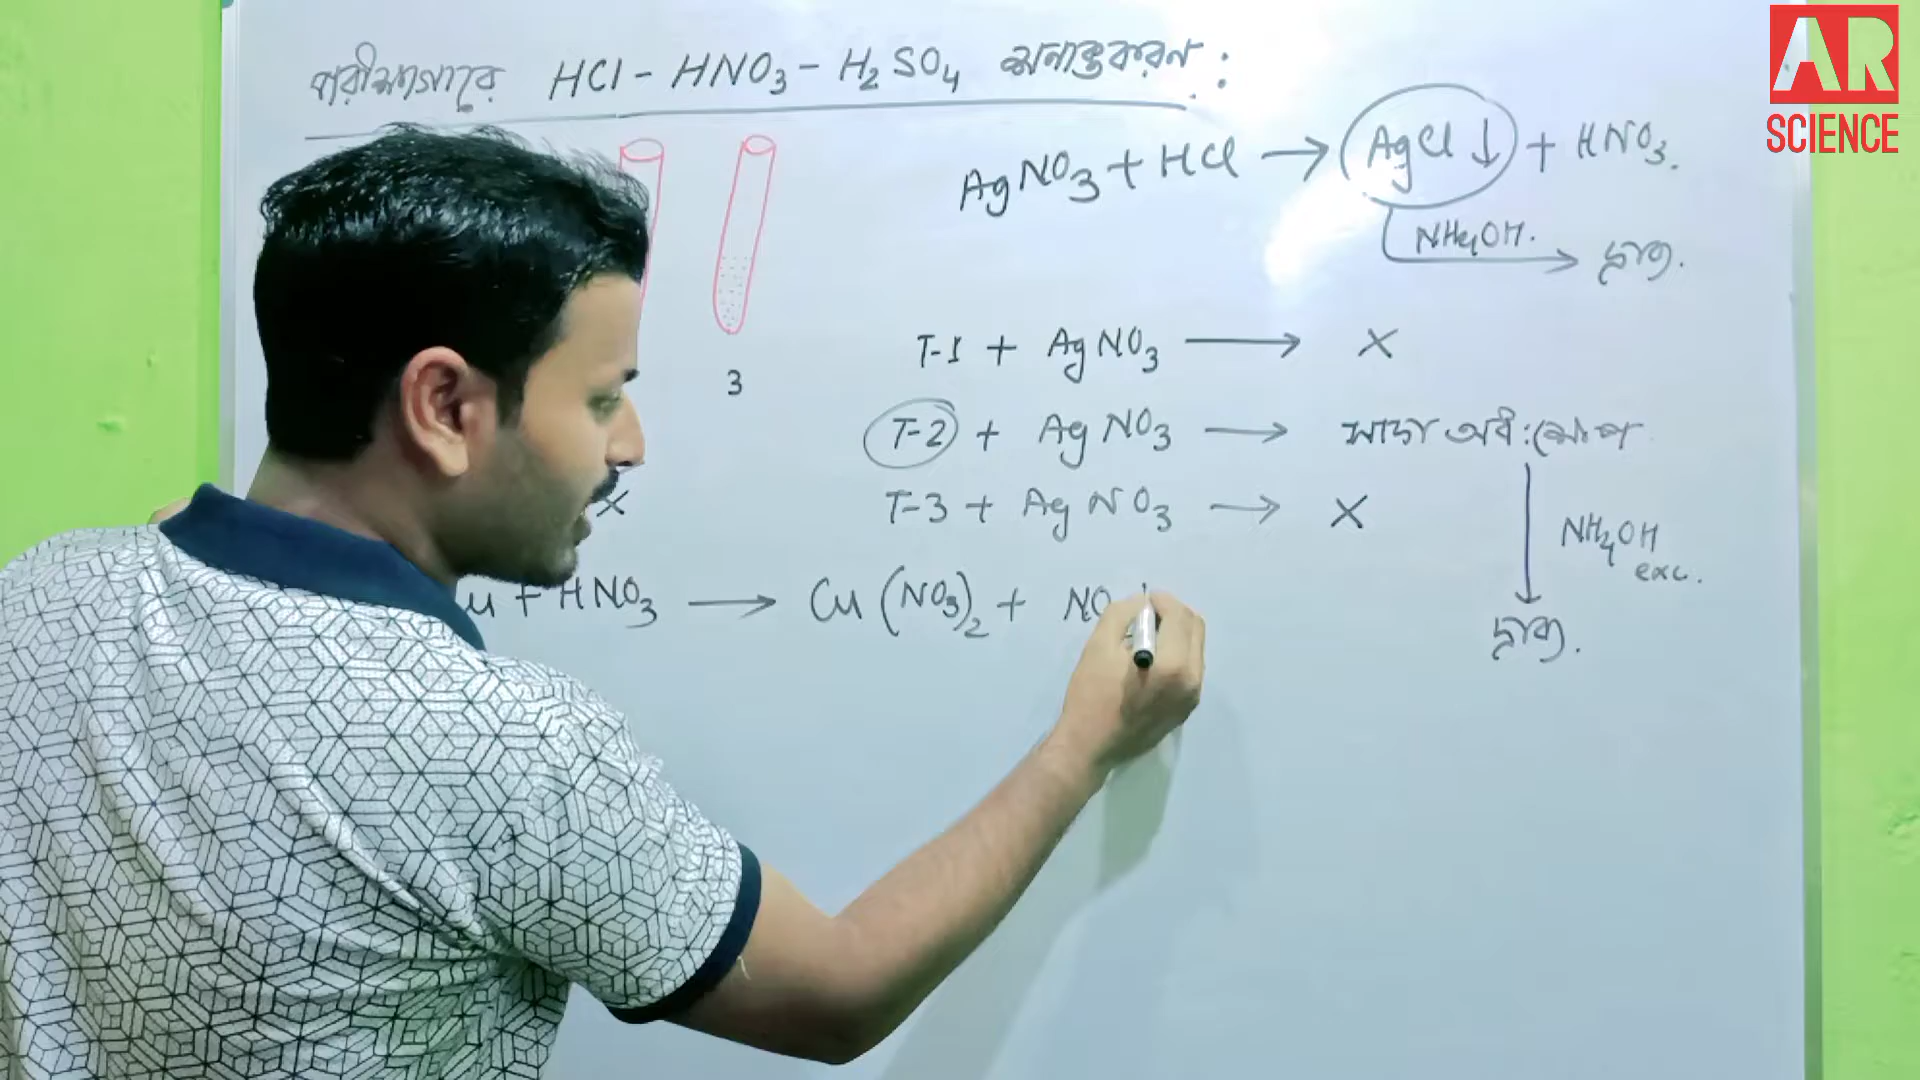 পরীক্ষাগারে HCl - HNO₃ - H₂SO₄ শনাক্তকরণ :
AR
SCIENCE
AgNO₃ + HCl → AgCl ↓ + HNO₃.
NH₄OH. → দ্রাব্য.
3
T-1 + AgNO₃ → X
T-2 + AgNO₃ → সাদা অধঃক্ষেপ
T-3 + AgNO₃ → X
X
NH₄OH
exc.
দ্রাব্য.
u + HNO₃ → Cu (NO₃)₂ + NO